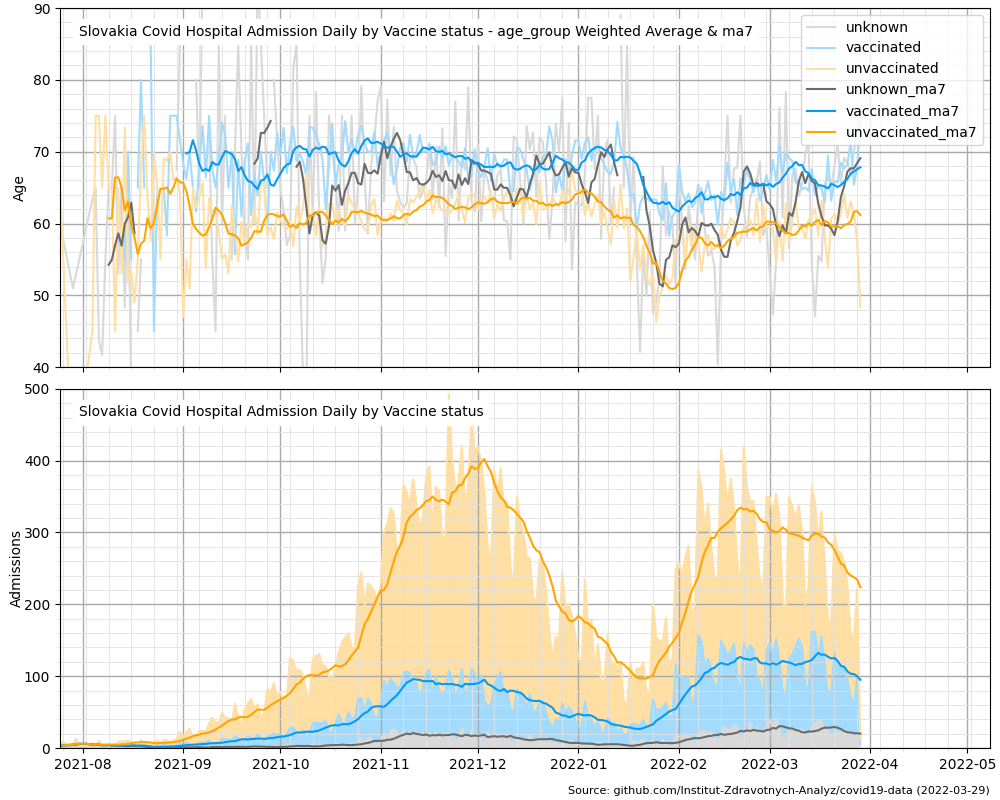 90
Slovakia Covid Hospital Admission Daily by Vaccine status - age_group Weighted Average & ma7
unknown
vaccinated
unvaccinated
unknown_ma7
vaccinated_ma7
unvaccinated_ma7
80
70
60
50
40
Age
500
Slovakia Covid Hospital Admission Daily by Vaccine status
400
300
200
100
0
Admissions
2021-08 2021-09 2021-10 2021-11 2021-12 2022-01 2022-02 2022-03 2022-04 2022-05
Source: github.com/Institut-Zdravotnych-Analyz/covid19-data (2022-03-29)